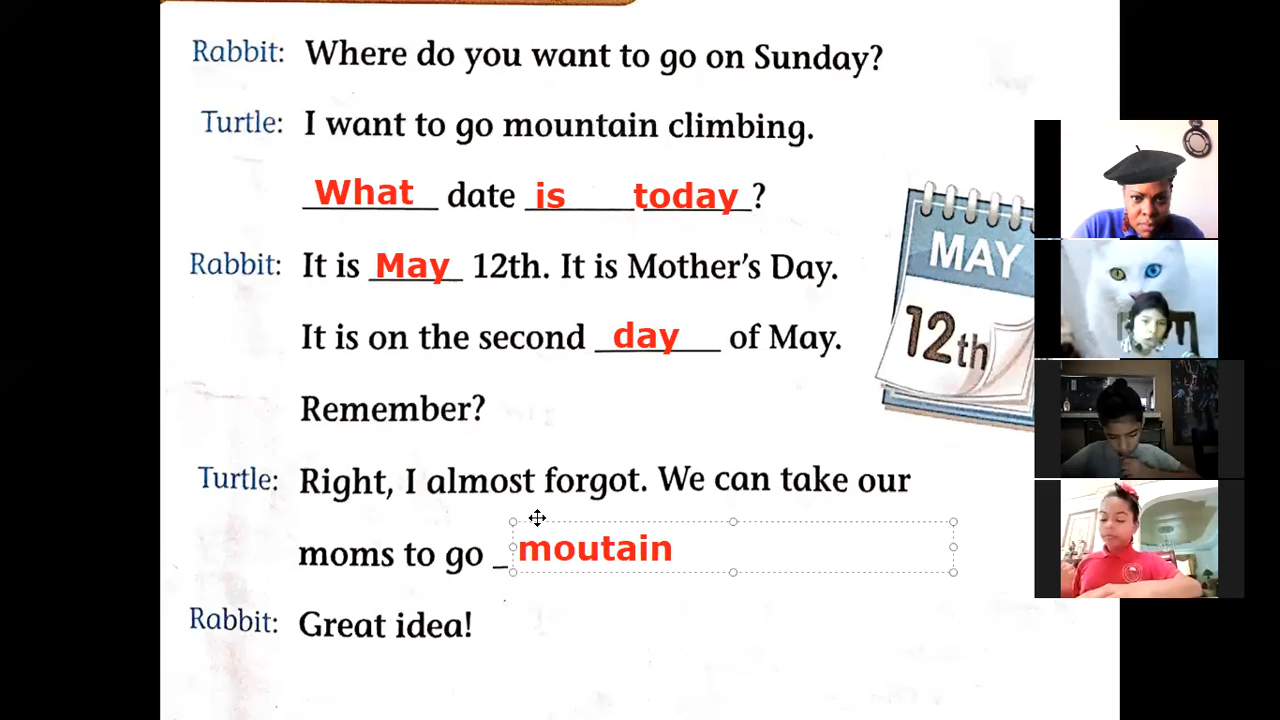 Rabbit: Where do you want to go on Sunday?
Turtle: I want to go mountain climbing.
What date is today?
Rabbit: It is May 12th. It is Mother's Day.
It is on the second day of May.
Remember?
Turtle: Right, I almost forgot. We can take our
moms to go _ moutain
Rabbit: Great idea!
MAY
12th